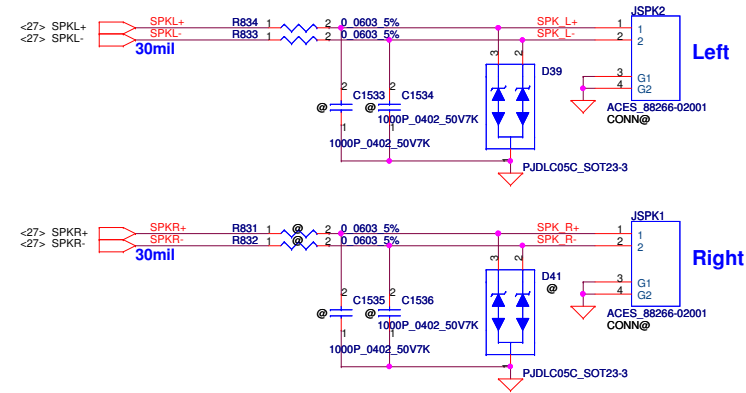 JSPK2
<27> SPKL+ SPKL+ R834 1 2 0_0603_5% SPK_L+ 1 1
<27> SPKL- SPKL- R833 1 2 0_0603_5% SPK_L- 2 2
30mil
Left
3 2
D39
3 G1
4 G2
2 2
@ C1533 @ C1534
ACES_88266-02001
CONN@
1000P_0402_50V7K
1 1
1000P_0402_50V7K
PJDLC05C_SOT23-3
JSPK1
<27> SPKR+ SPKR+ R831 1 @ 2 0_0603_5% SPK_R+ 1 1
<27> SPKR- SPKR- R832 1 @ 2 0_0603_5% SPK_R- 2 2
30mil
Right
3 2
D41
@
3 G1
4 G2
2 2
@ C1535 @ C1536
ACES_88266-02001
CONN@
1000P_0402_50V7K
1 1
1000P_0402_50V7K
PJDLC05C_SOT23-3